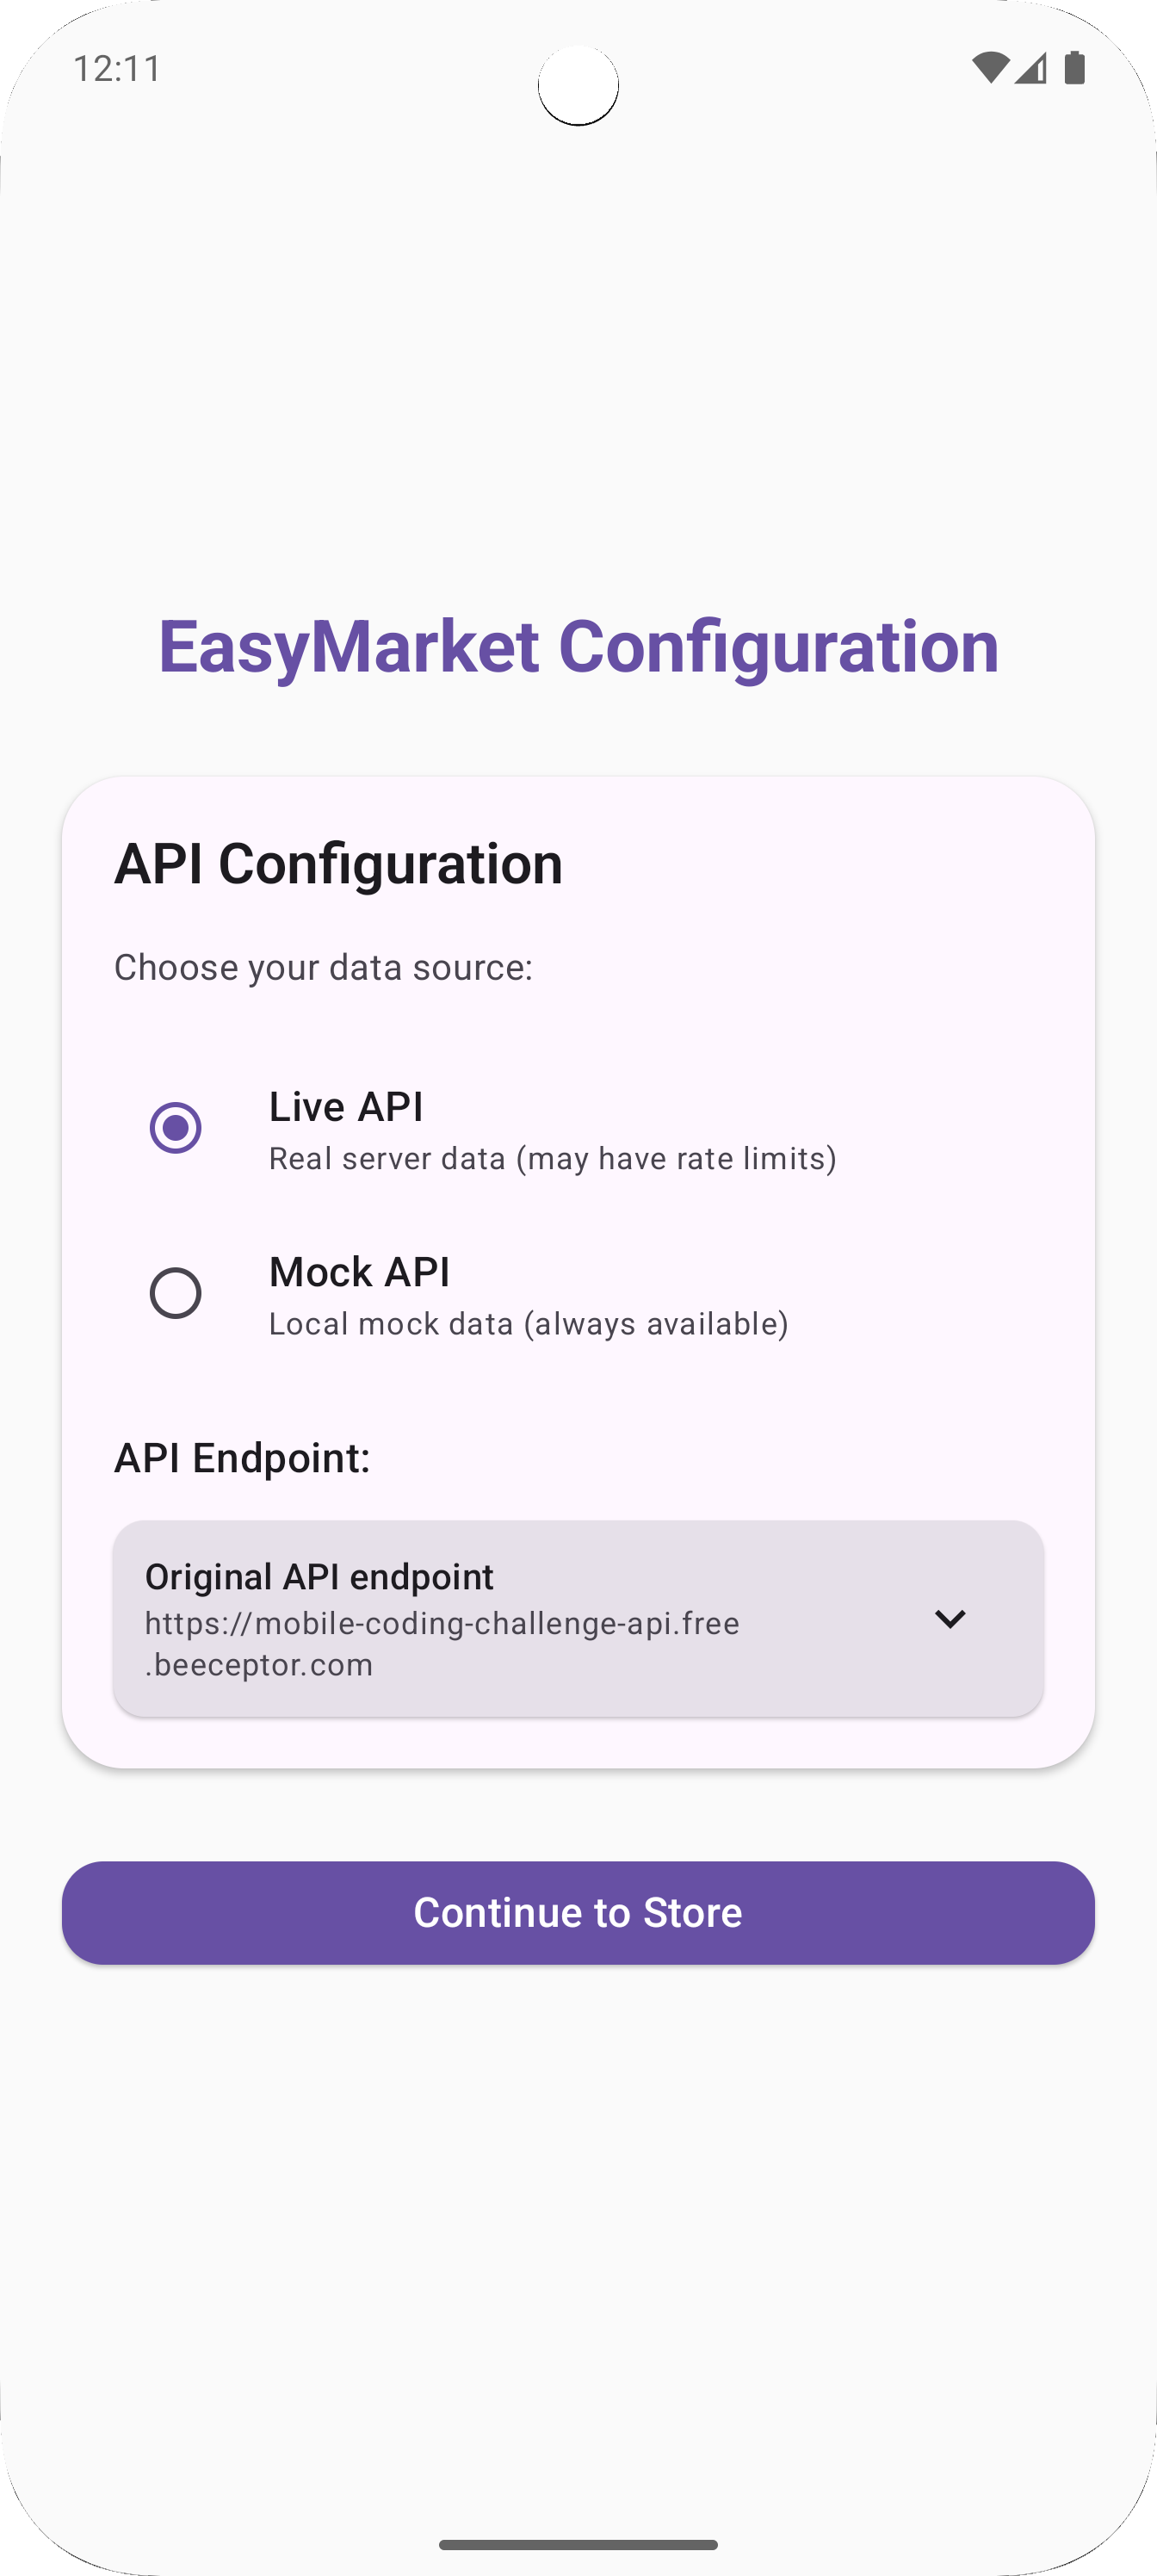 12:11
EasyMarket Configuration
API Configuration
Choose your data source:
Live API
Real server data (may have rate limits)
Mock API
Local mock data (always available)
API Endpoint:
Original API endpoint
https://mobile-coding-challenge-api.free
.beeceptor.com
Continue to Store